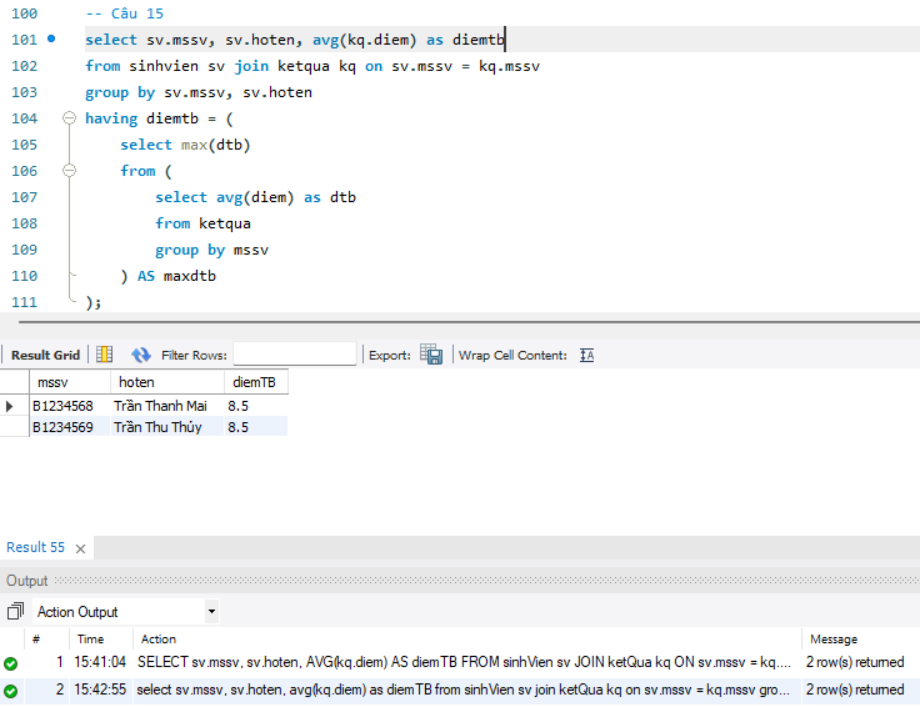 100 -- Câu 15
101 select sv.mssv, sv.hoten, avg(kq.diem) as diemtb
102 from sinhvien sv join ketqua kq on sv.mssv = kq.mssv
103 group by sv.mssv, sv.hoten
104 having diemtb = (
105 select max(dtb)
106 from (
107 select avg(diem) as dtb
108 from ketqua
109 group by mssv
110 ) AS maxdtb
111 );
Result Grid Filter Rows: Export: Wrap Cell Content: IA
mssv hoten diemTB
B1234568 Trần Thanh Mai 8.5
B1234569 Trần Thu Thủy 8.5
Result 55
Output
Action Output
# Time Action Message
1 15:41:04 SELECT sv.mssv, sv.hoten, AVG(kq.diem) AS diemTB FROM sinhVien sv JOIN ketQua kq ON sv.mssv = kq.... 2 row(s) returned
2 15:42:55 select sv.mssv, sv.hoten, avg(kq.diem) as diemTB from sinhVien sv join ketQua kq on sv.mssv = kq.mssv gro... 2 row(s) returned